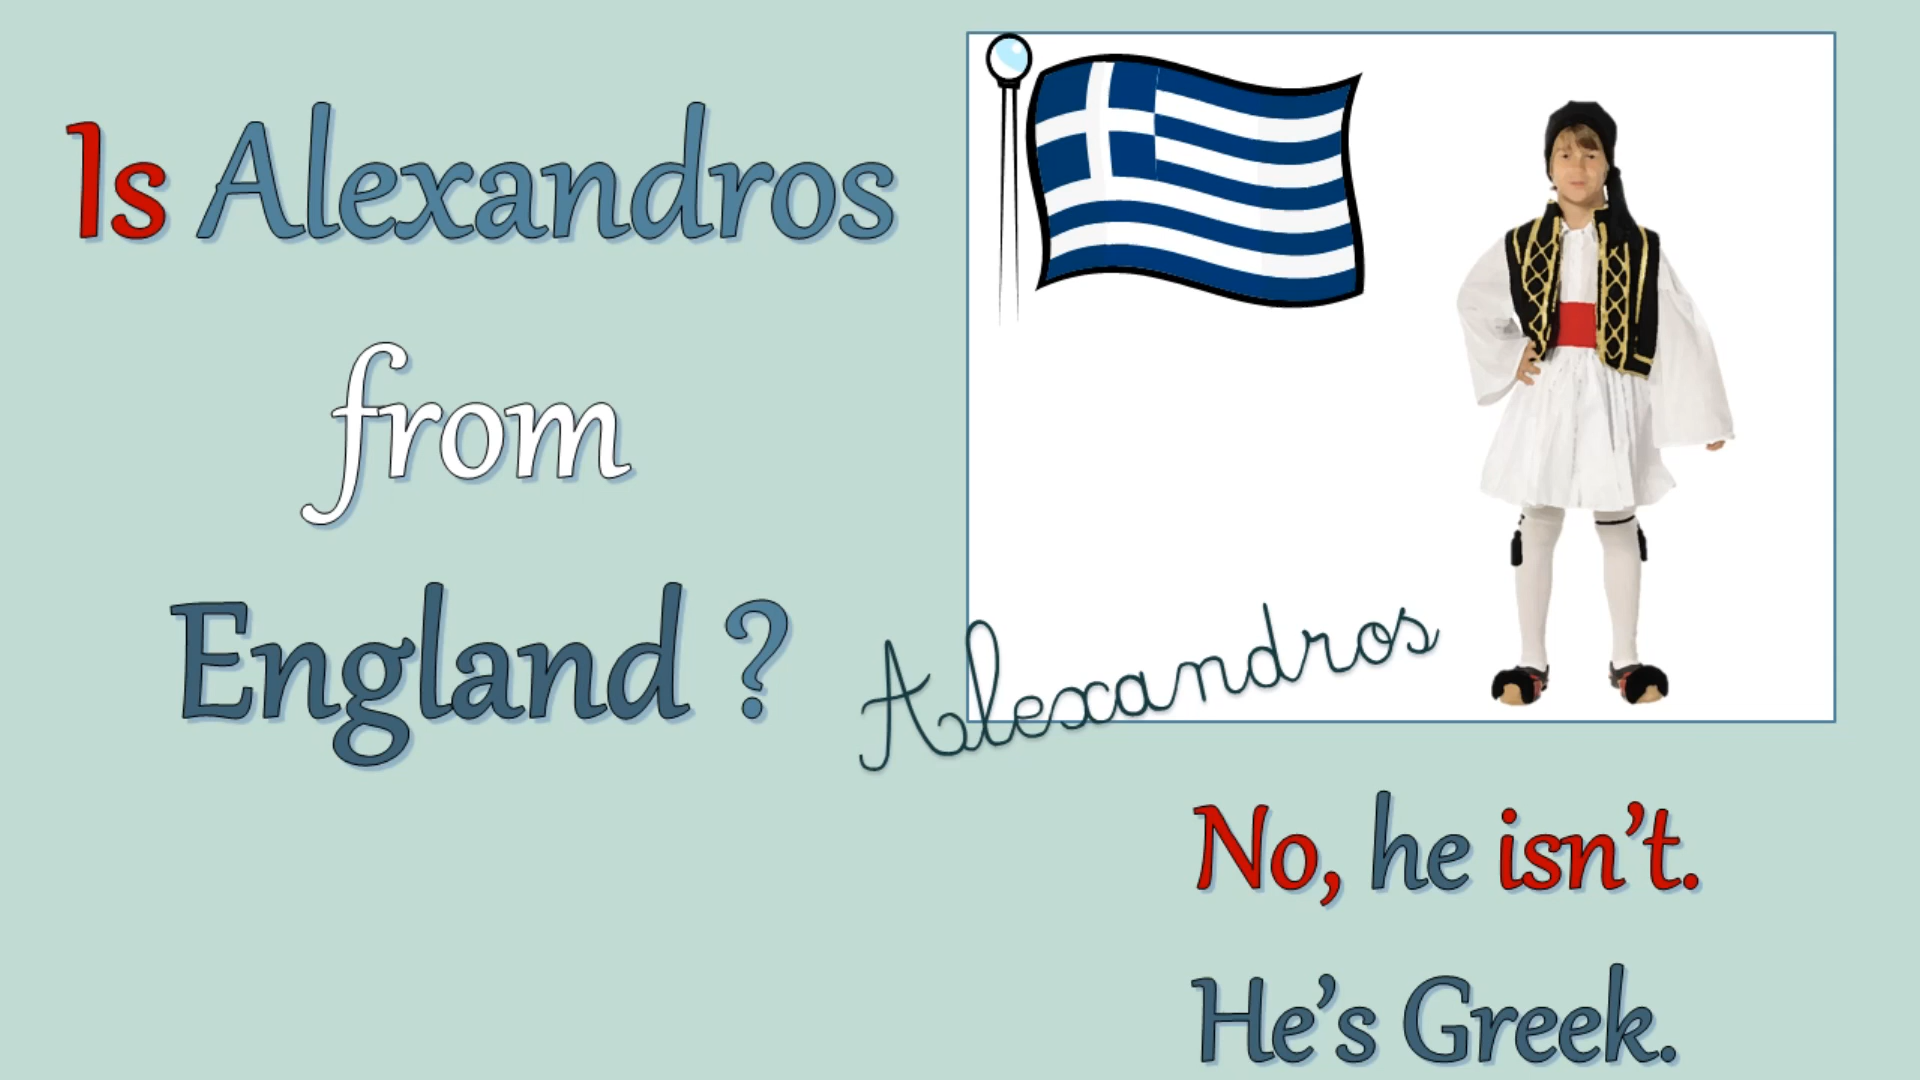 Is Alexandros
from
England ?
Alexandros
No, he isn't.
He's Greek.